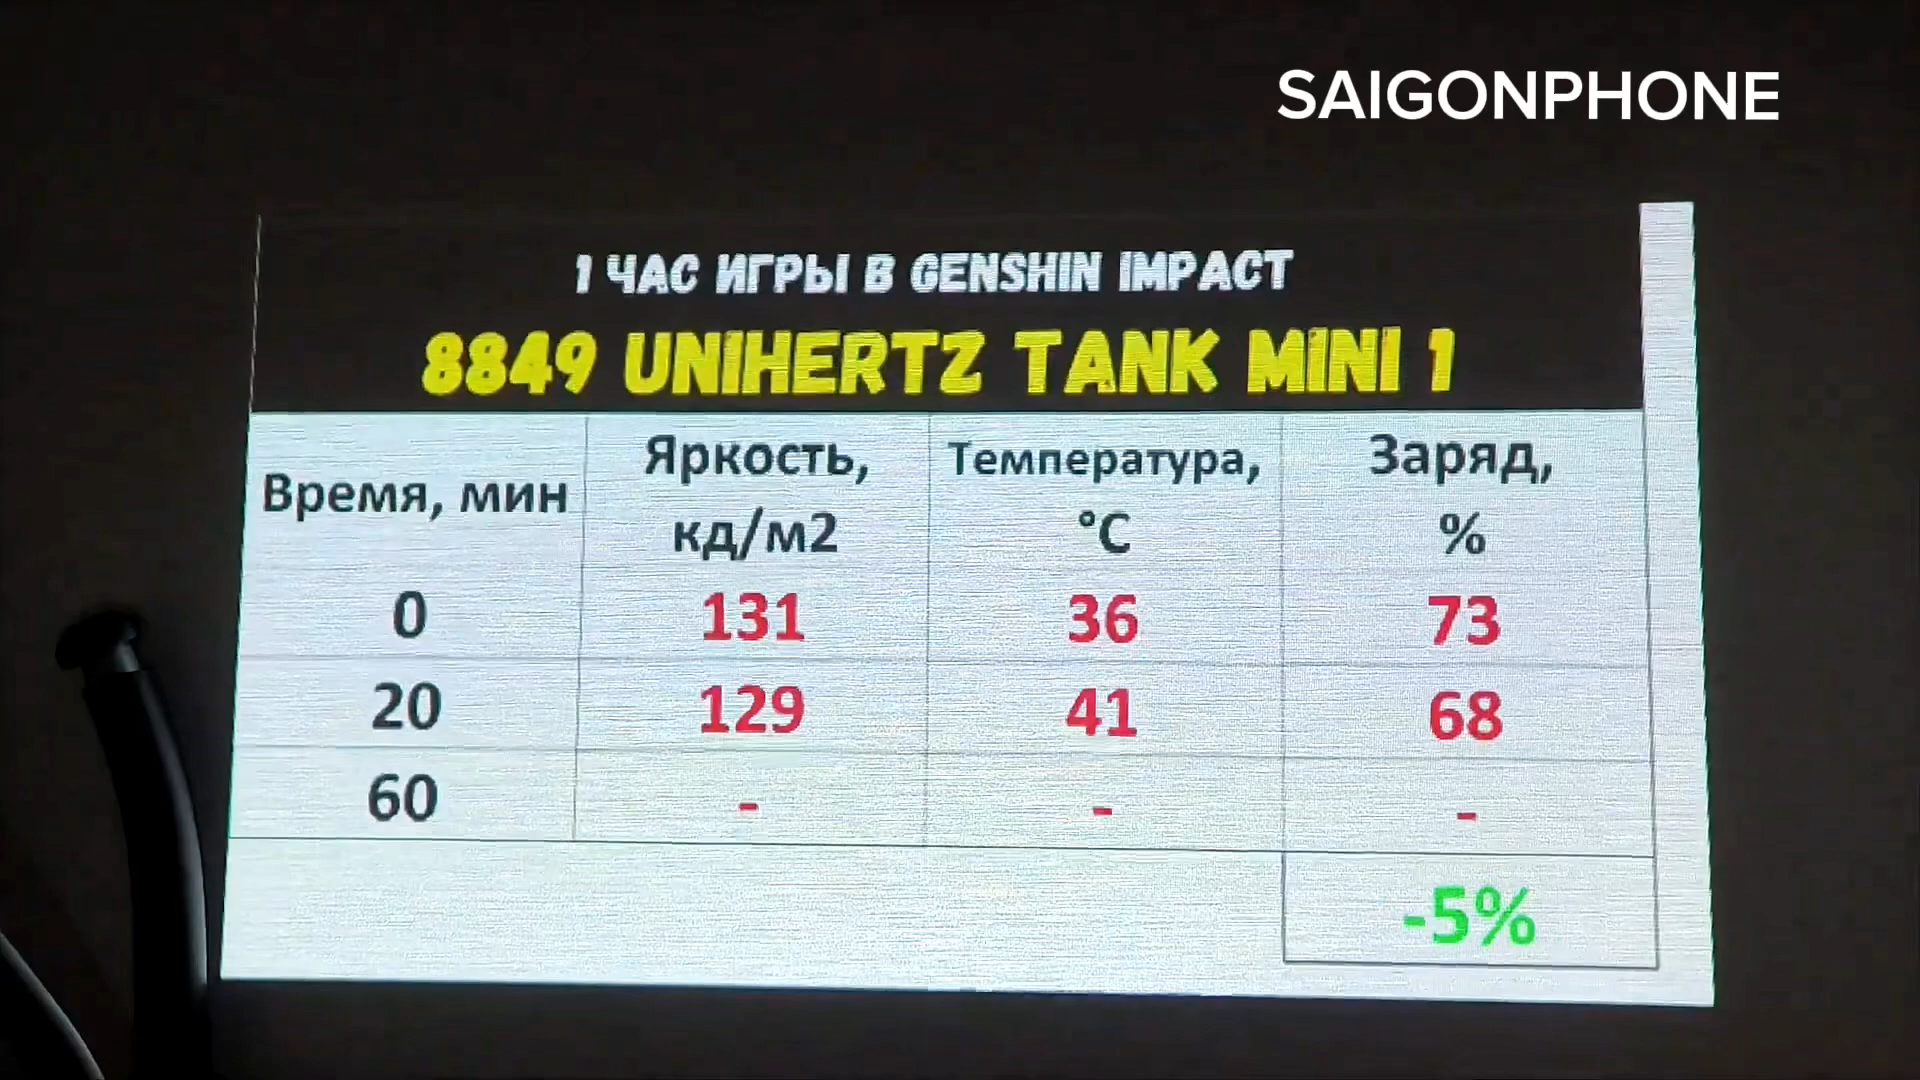 SAIGONPHONE
1 ЧАС ИГРЫ В GENSHIN IMPACT
8849 UNIHERTZ TANK MINI 1
Время, мин
Яркость,
кд/м2
Температура,
°C
Заряд,
%
0 131 36 73
20 129 41 68
60 - - -
-5%